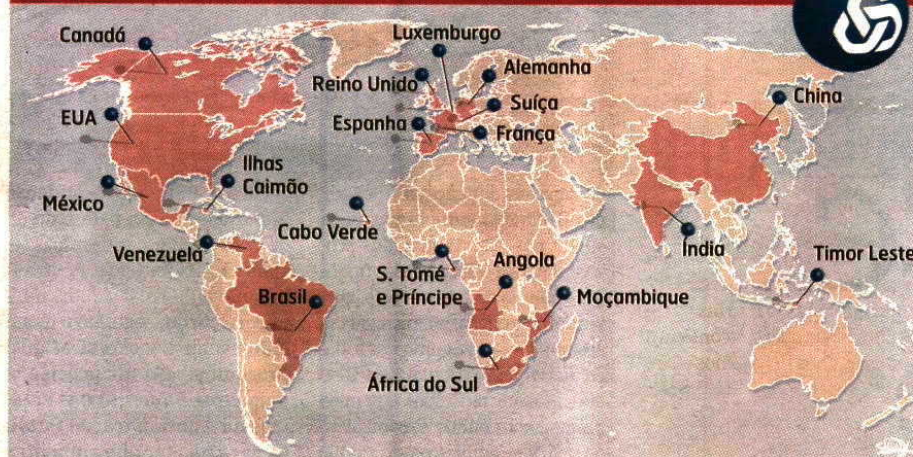 Canadá
Luxemburgo
Alemanha
Reino Unido
China
Suíça
EUA
Espanha
França
Ilhas
Caimão
México
Cabo Verde
Venezuela
Índia
Timor Leste
S. Tomé
e Príncipe
Angola
Brasil
Moçambique
África do Sul